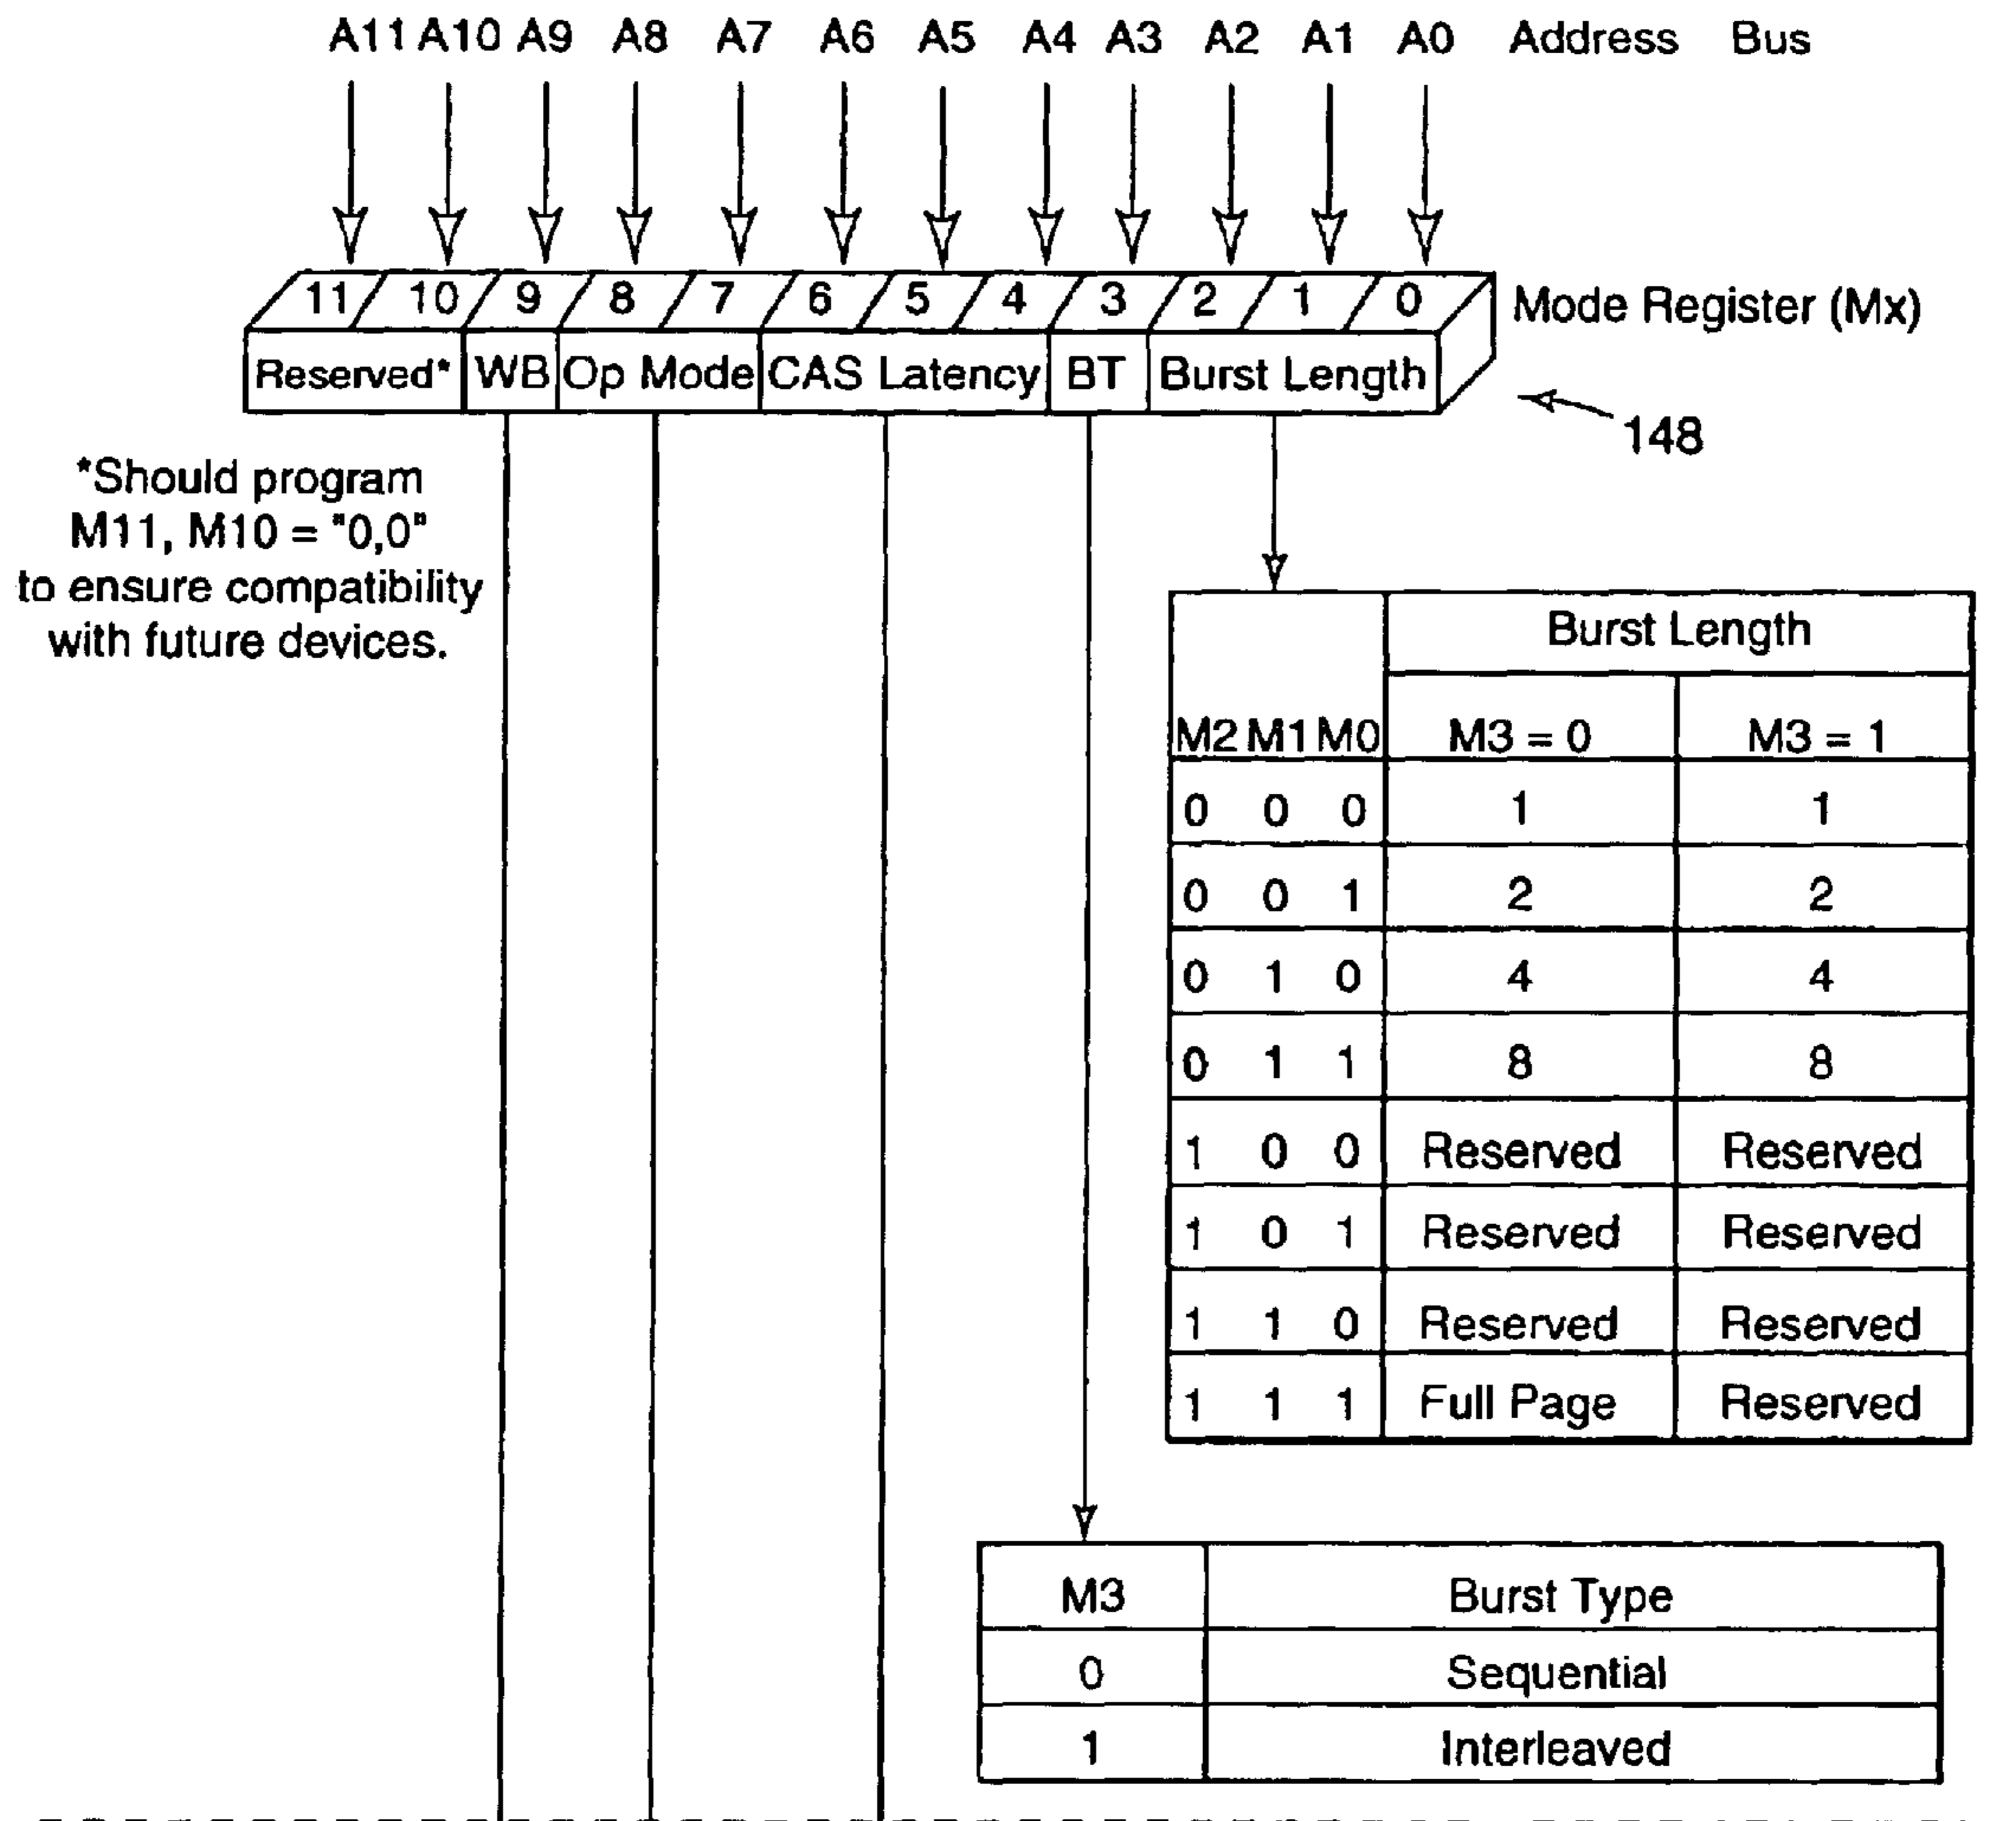 A11 A10 A9 A8 A7 A6 A5 A4 A3 A2 A1 A0 Address Bus
11 10 9 8 7 6 5 4 3 2 1 0 Mode Register (Mx)
Reserved* WB Op Mode CAS Latency BT Burst Length
148
*Should program
M11, M10 = "0,0"
to ensure compatibility
with future devices.
Burst Length
M2 M1 M0 M3 = 0 M3 = 1
0 0 0 1 1
0 0 1 2 2
0 1 0 4 4
0 1 1 8 8
1 0 0 Reserved Reserved
1 0 1 Reserved Reserved
1 1 0 Reserved Reserved
1 1 1 Full Page Reserved
M3 Burst Type
0 Sequential
1 Interleaved